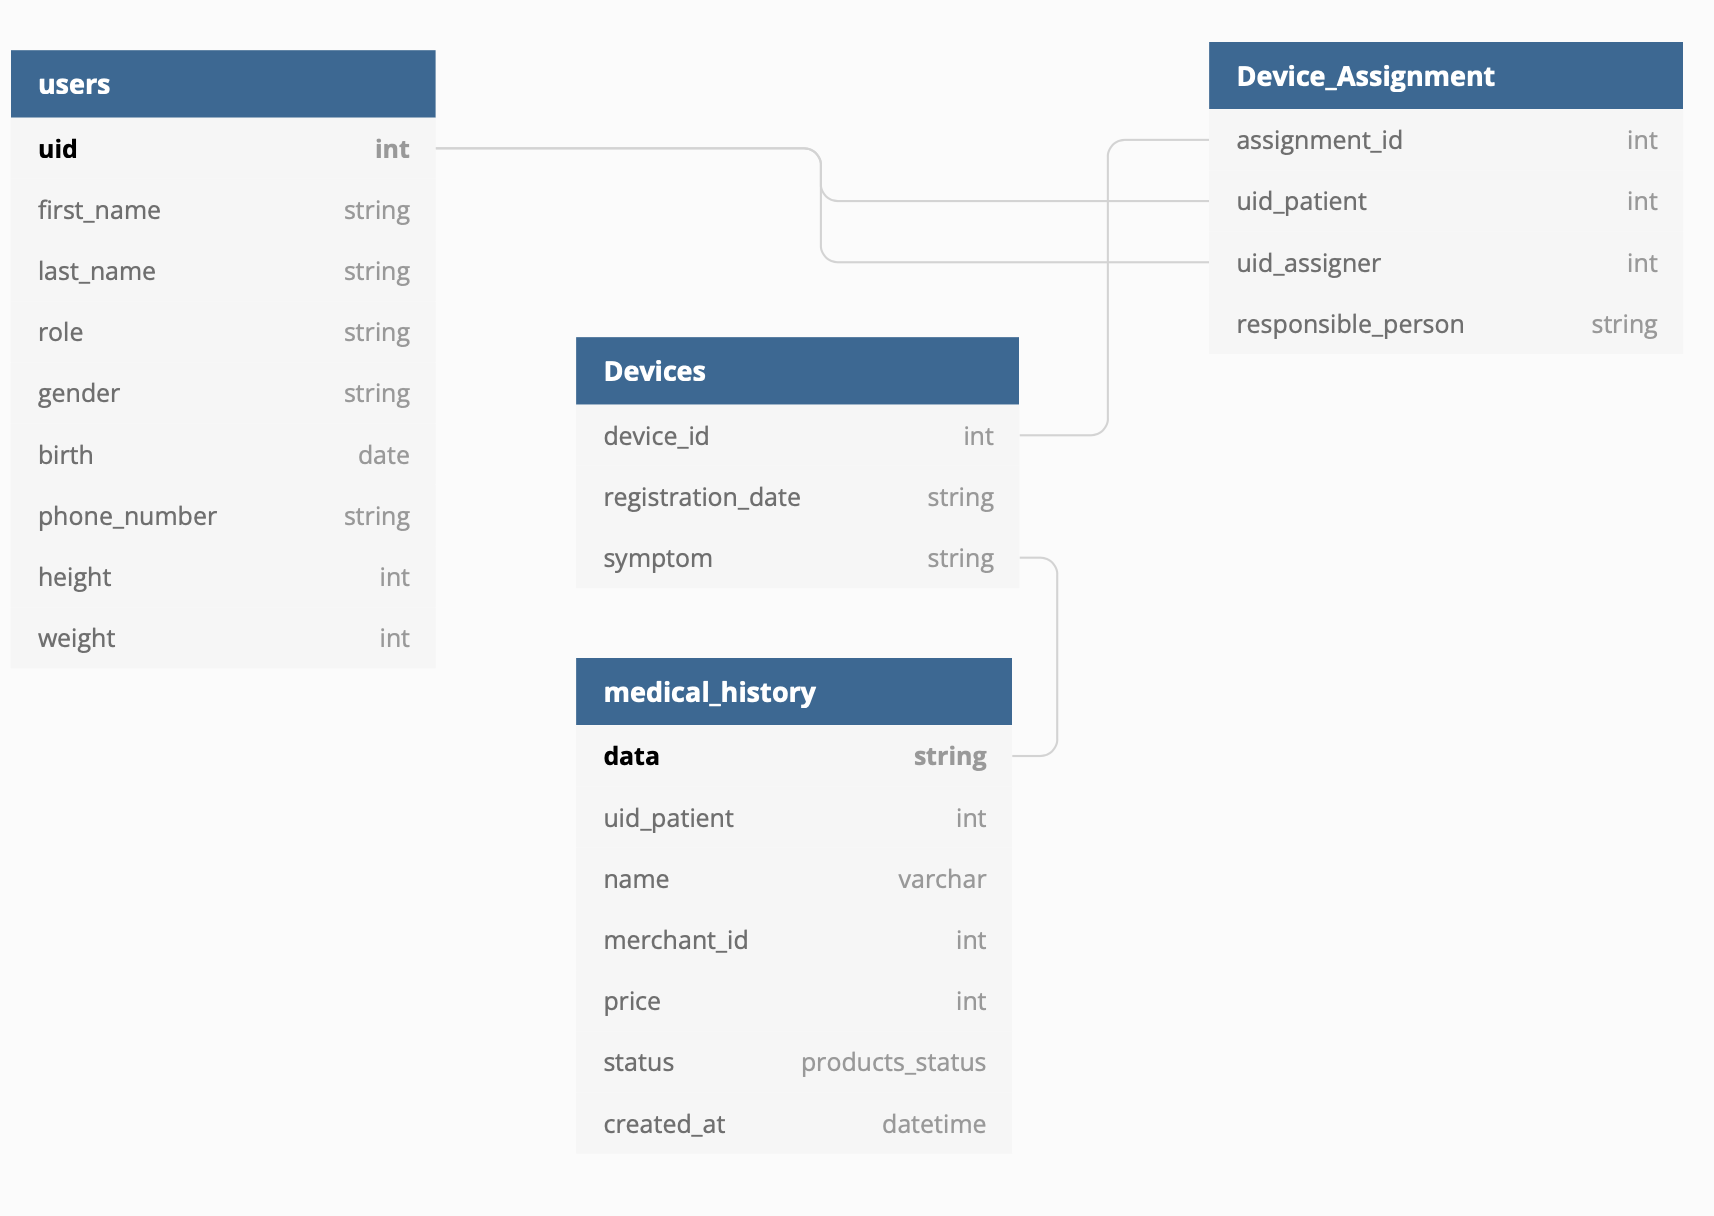 users
uid int
first_name string
last_name string
role string
gender string
birth date
phone_number string
height int
weight int
Device_Assignment
assignment_id int
uid_patient int
uid_assigner int
responsible_person string
Devices
device_id int
registration_date string
symptom string
medical_history
data string
uid_patient int
name varchar
merchant_id int
price int
status products_status
created_at datetime